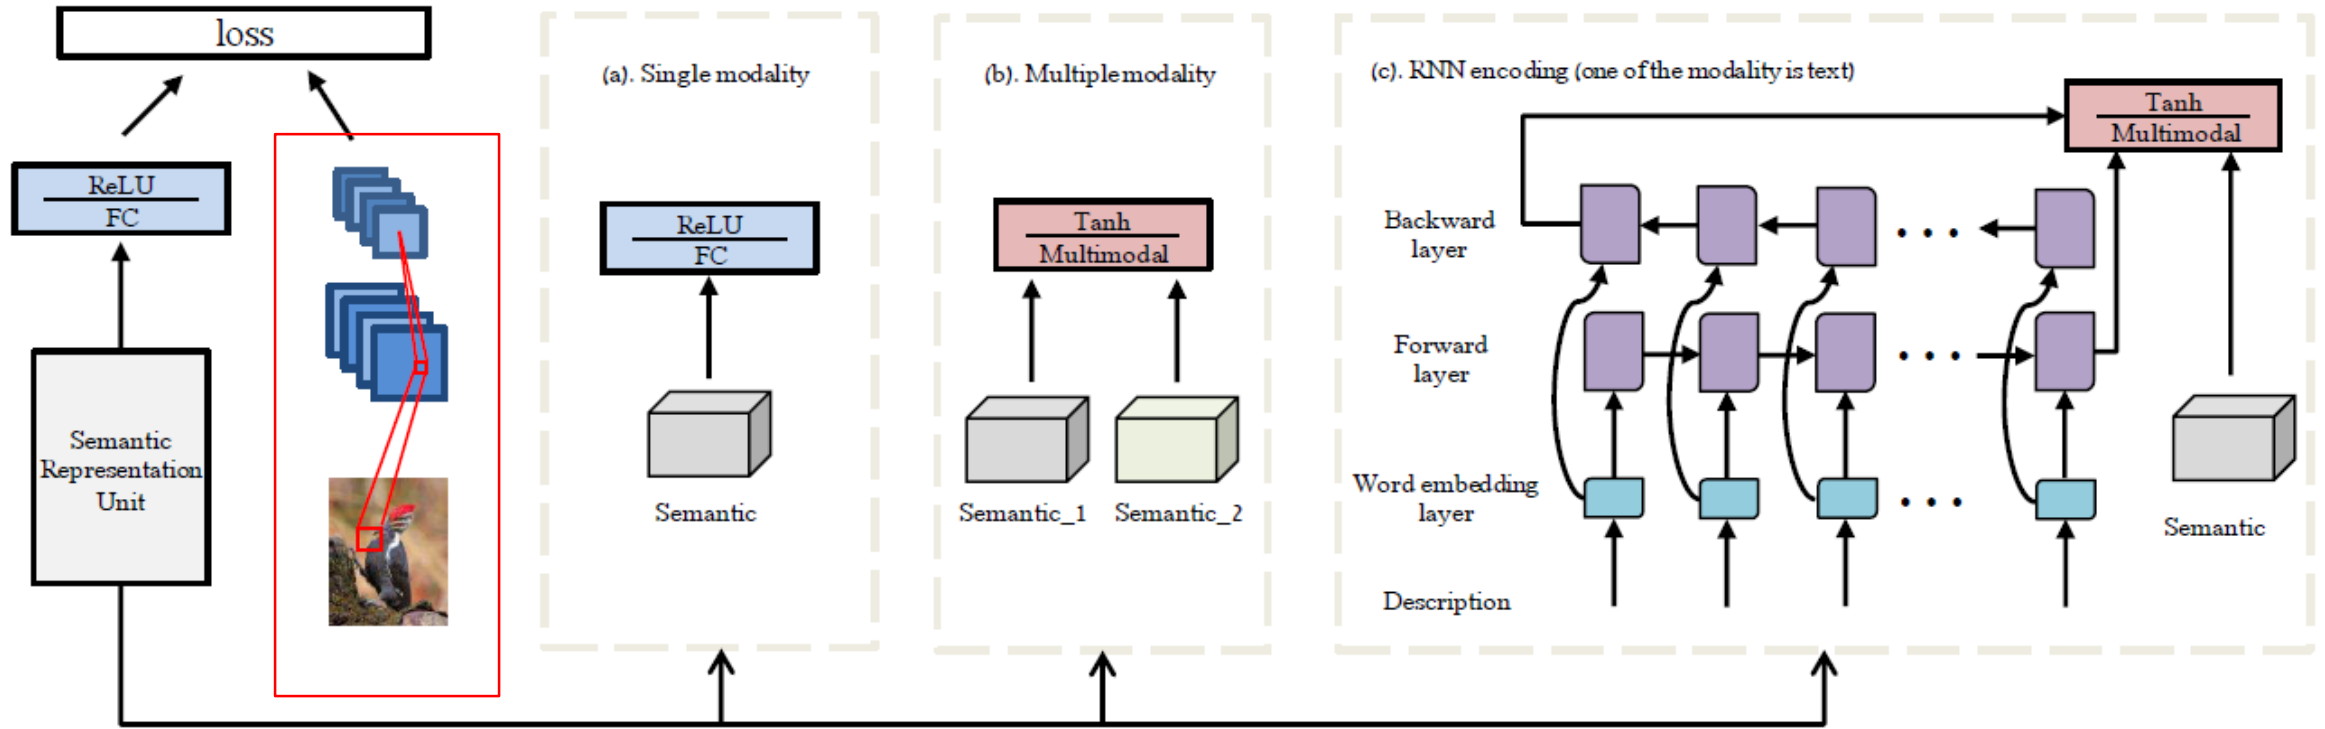 loss
ReLU
FC
Semantic
Representation
Unit
(a). Single modality
ReLU
FC
Semantic
(b). Multiple modality
Tanh
Multimodal
Semantic_1
Semantic_2
(c). RNN encoding (one of the modality is text)
Tanh
Multimodal
Backward
layer
Forward
layer
Word embedding
layer
Description
Semantic